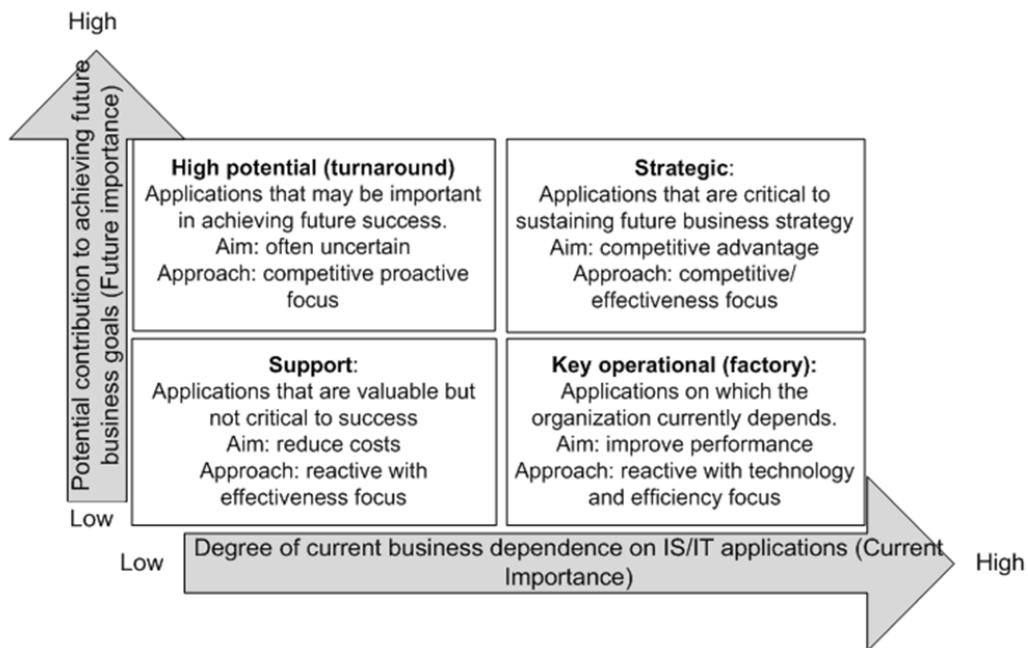 High
Potential contribution to achieving future
business goals (Future importance)
High potential (turnaround)
Applications that may be important
in achieving future success.
Aim: often uncertain
Approach: competitive proactive
focus
Strategic:
Applications that are critical to
sustaining future business strategy
Aim: competitive advantage
Approach: competitive/
effectiveness focus
Support:
Applications that are valuable but
not critical to success
Aim: reduce costs
Approach: reactive with
effectiveness focus
Key operational (factory):
Applications on which the
organization currently depends.
Aim: improve performance
Approach: reactive with technology
and efficiency focus
Low
Low
Degree of current business dependence on IS/IT applications (Current
Importance)
High